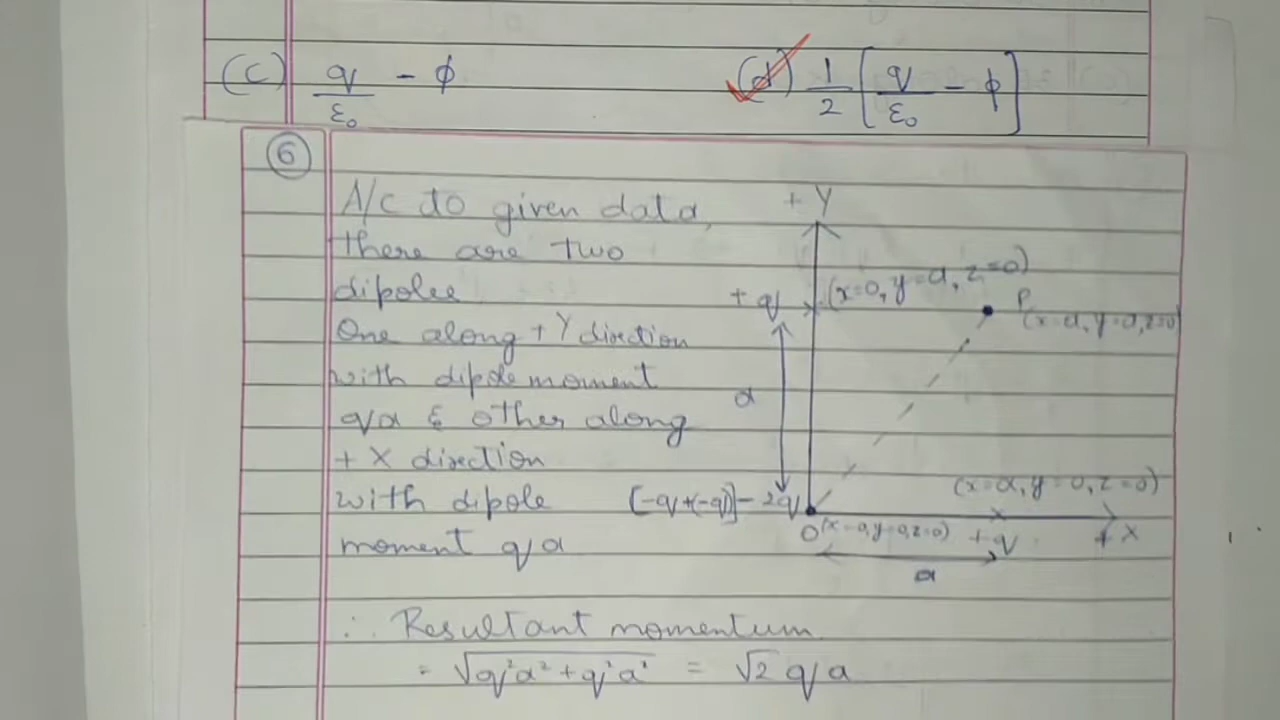 (c) q/ε₀ - ϕ (d) 1/2 [q/ε₀ - ϕ]
6
A/c to given data,
there are two
dipoles
One along +Y direction
with dipole moment
qa & other along
+ X direction
with dipole
moment qa
+ Y
(x=0, y=a, z=0)
+ q
P
(x=a, y=a, z=0)
a
[-q+(-q)] - 2q
(x=a, y=0, z=0)
O (x=0, y=0, z=0)
+ q
+ X
a
∴ Resultant momentum
= √q²a² + q²a² = √2 qa